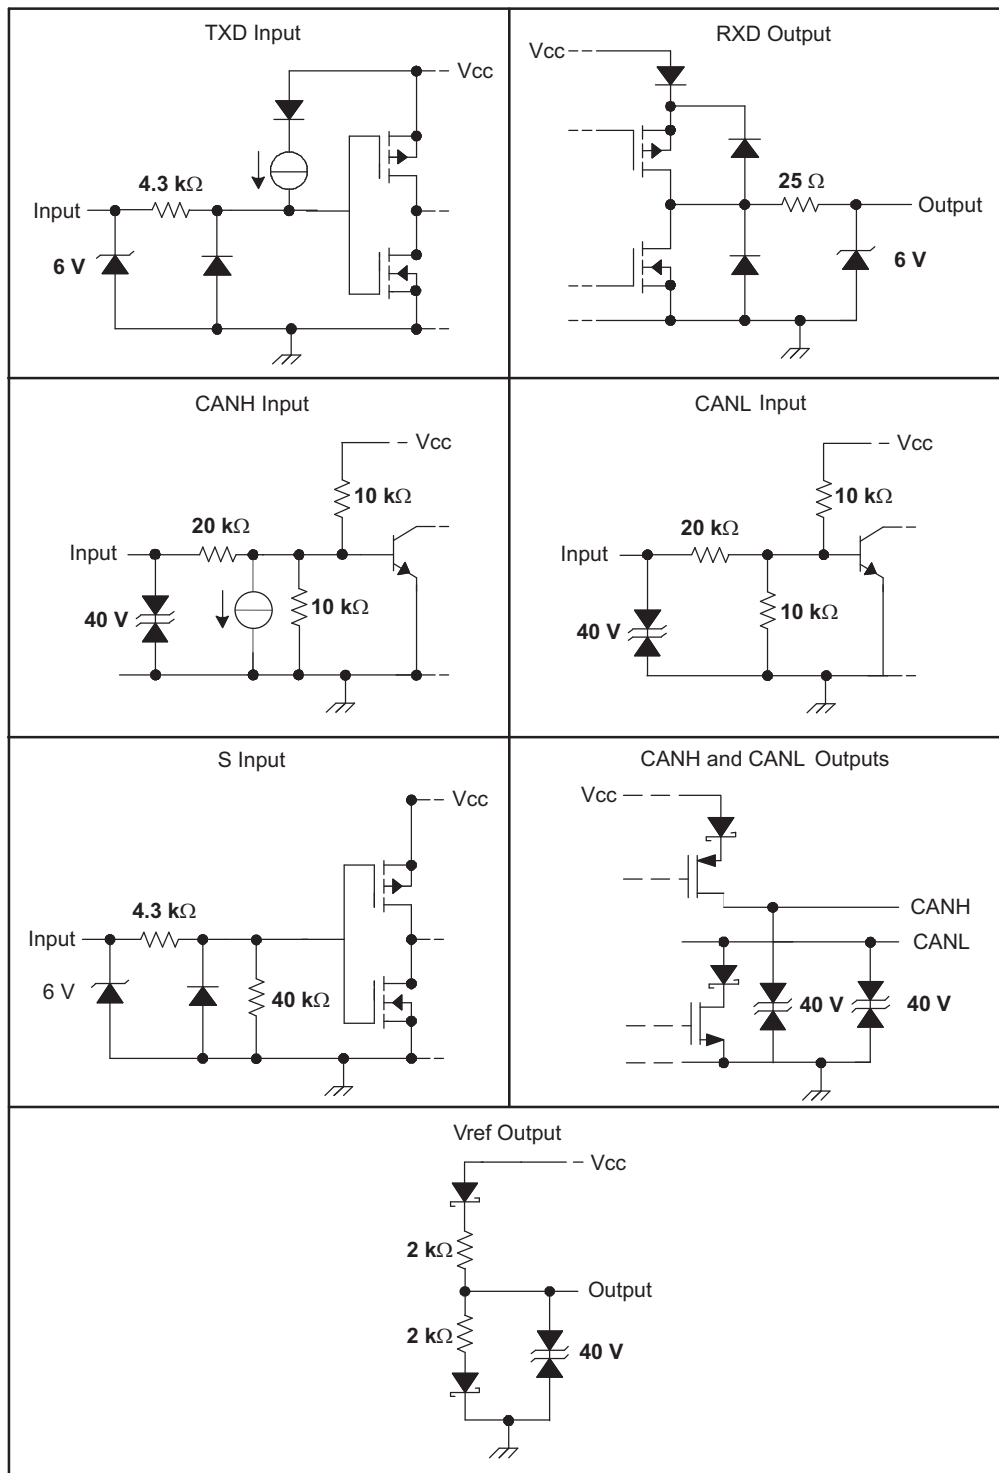 TXD Input
Vcc
4.3 kΩ
Input
6 V
RXD Output
Vcc
25 Ω
Output
6 V
CANH Input
Vcc
10 kΩ
20 kΩ
Input
10 kΩ
40 V
CANL Input
Vcc
10 kΩ
20 kΩ
Input
10 kΩ
40 V
S Input
Vcc
4.3 kΩ
Input
6 V
40 kΩ
CANH and CANL Outputs
Vcc
CANH
CANL
40 V
40 V
Vref Output
Vcc
2 kΩ
Output
2 kΩ
40 V